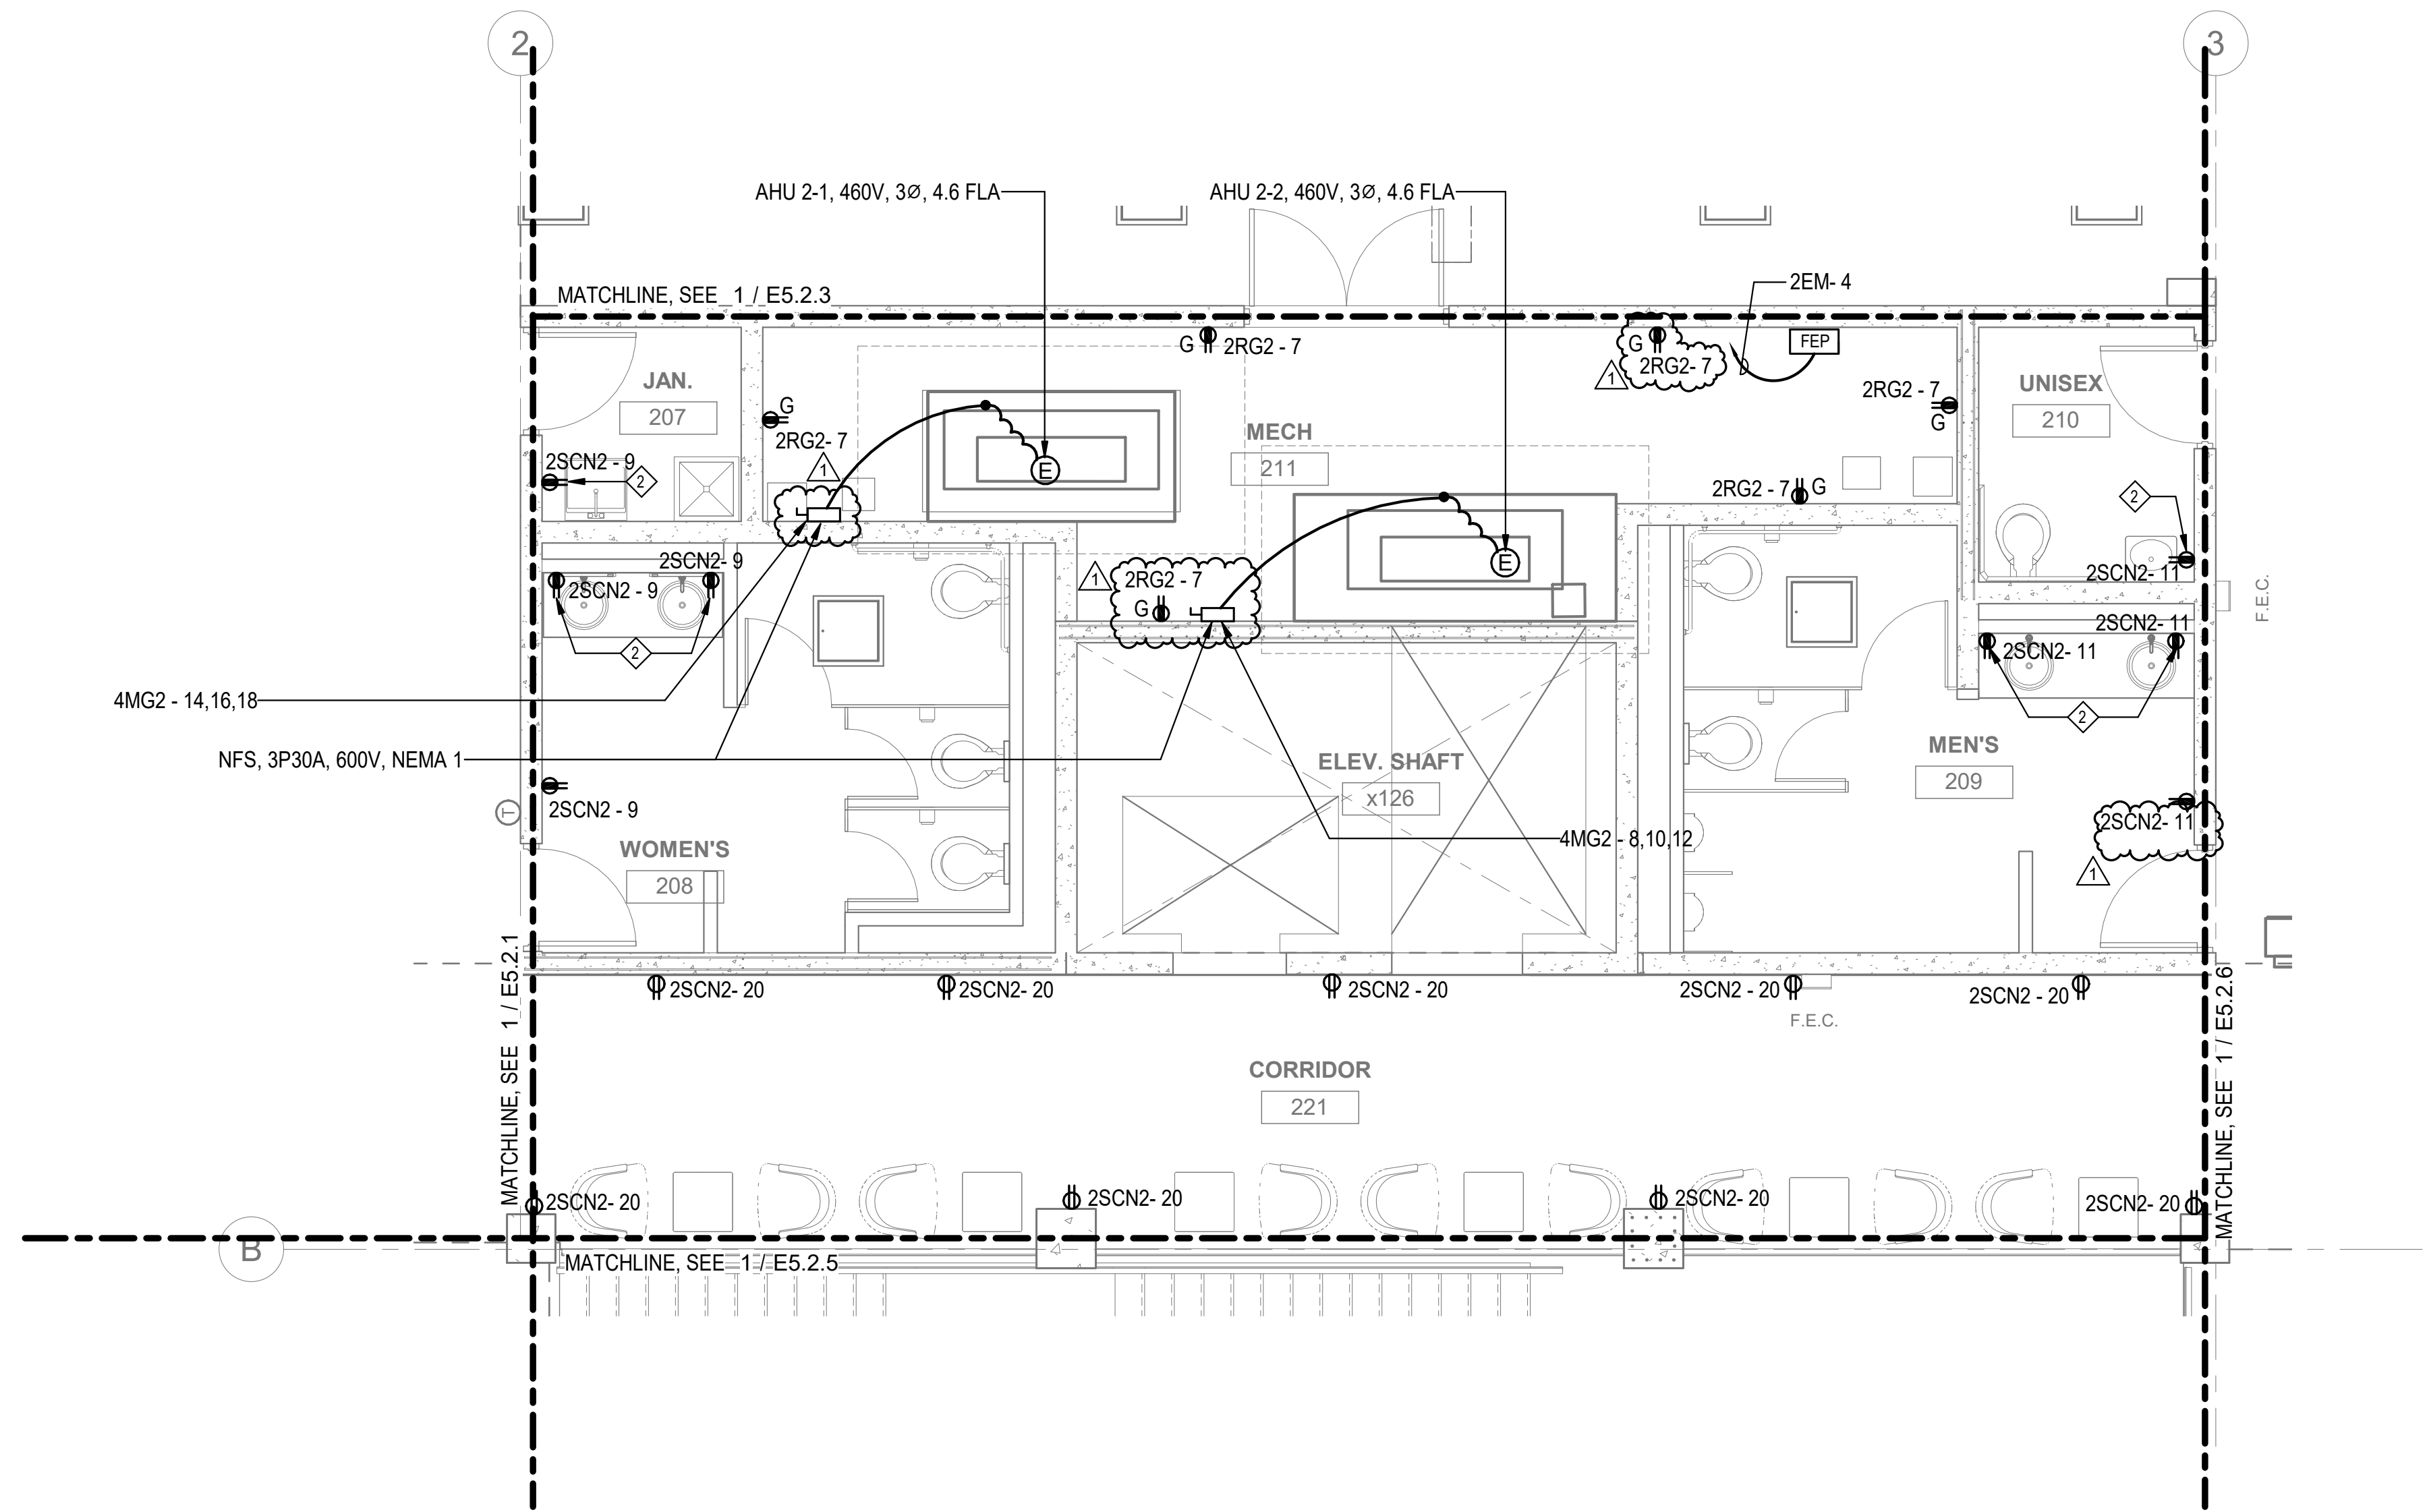 2
3
AHU 2-1, 460V, 3Ø, 4.6 FLA
AHU 2-2, 460V, 3Ø, 4.6 FLA
2EM- 4
MATCHLINE, SEE 1 / E5.2.3
G
2RG2 - 7
G
2RG2- 7
1
FEP
JAN.
207
G
2RG2- 7
1
MECH
211
2RG2 - 7
G
UNISEX
210
2SCN2 - 9
2
E
2RG2 - 7
G
2
2SCN2- 9
2SCN2 - 9
2
1
2RG2 - 7
G
E
2SCN2- 11
F.E.C.
2SCN2- 11
2SCN2- 11
2
4MG2 - 14,16,18
NFS, 3P30A, 600V, NEMA 1
ELEV. SHAFT
x126
MEN'S
209
T
2SCN2 - 9
2SCN2- 11
1
4MG2 - 8,10,12
WOMEN'S
208
MATCHLINE, SEE 1 / E5.2.1
2SCN2- 20
2SCN2- 20
2SCN2 - 20
2SCN2 - 20
2SCN2 - 20
F.E.C.
MATCHLINE, SEE 1 / E5.2.6
CORRIDOR
221
2SCN2- 20
2SCN2- 20
2SCN2- 20
2SCN2- 20
B
MATCHLINE, SEE 1 / E5.2.5